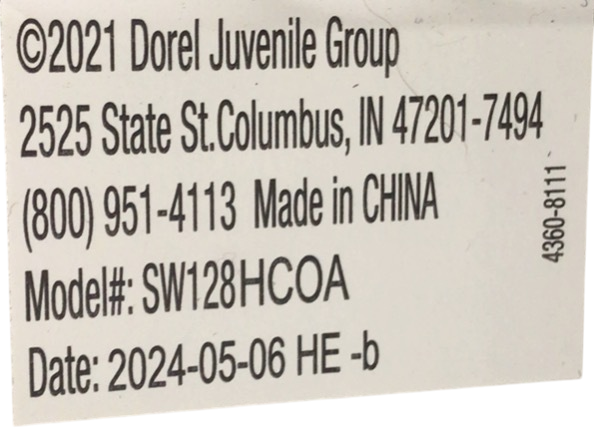 ©2021 Dorel Juvenile Group
2525 State St.Columbus, IN 47201-7494
(800) 951-4113 Made in CHINA
Model#: SW128HCOA
Date: 2024-05-06 HE -b
4360-8111